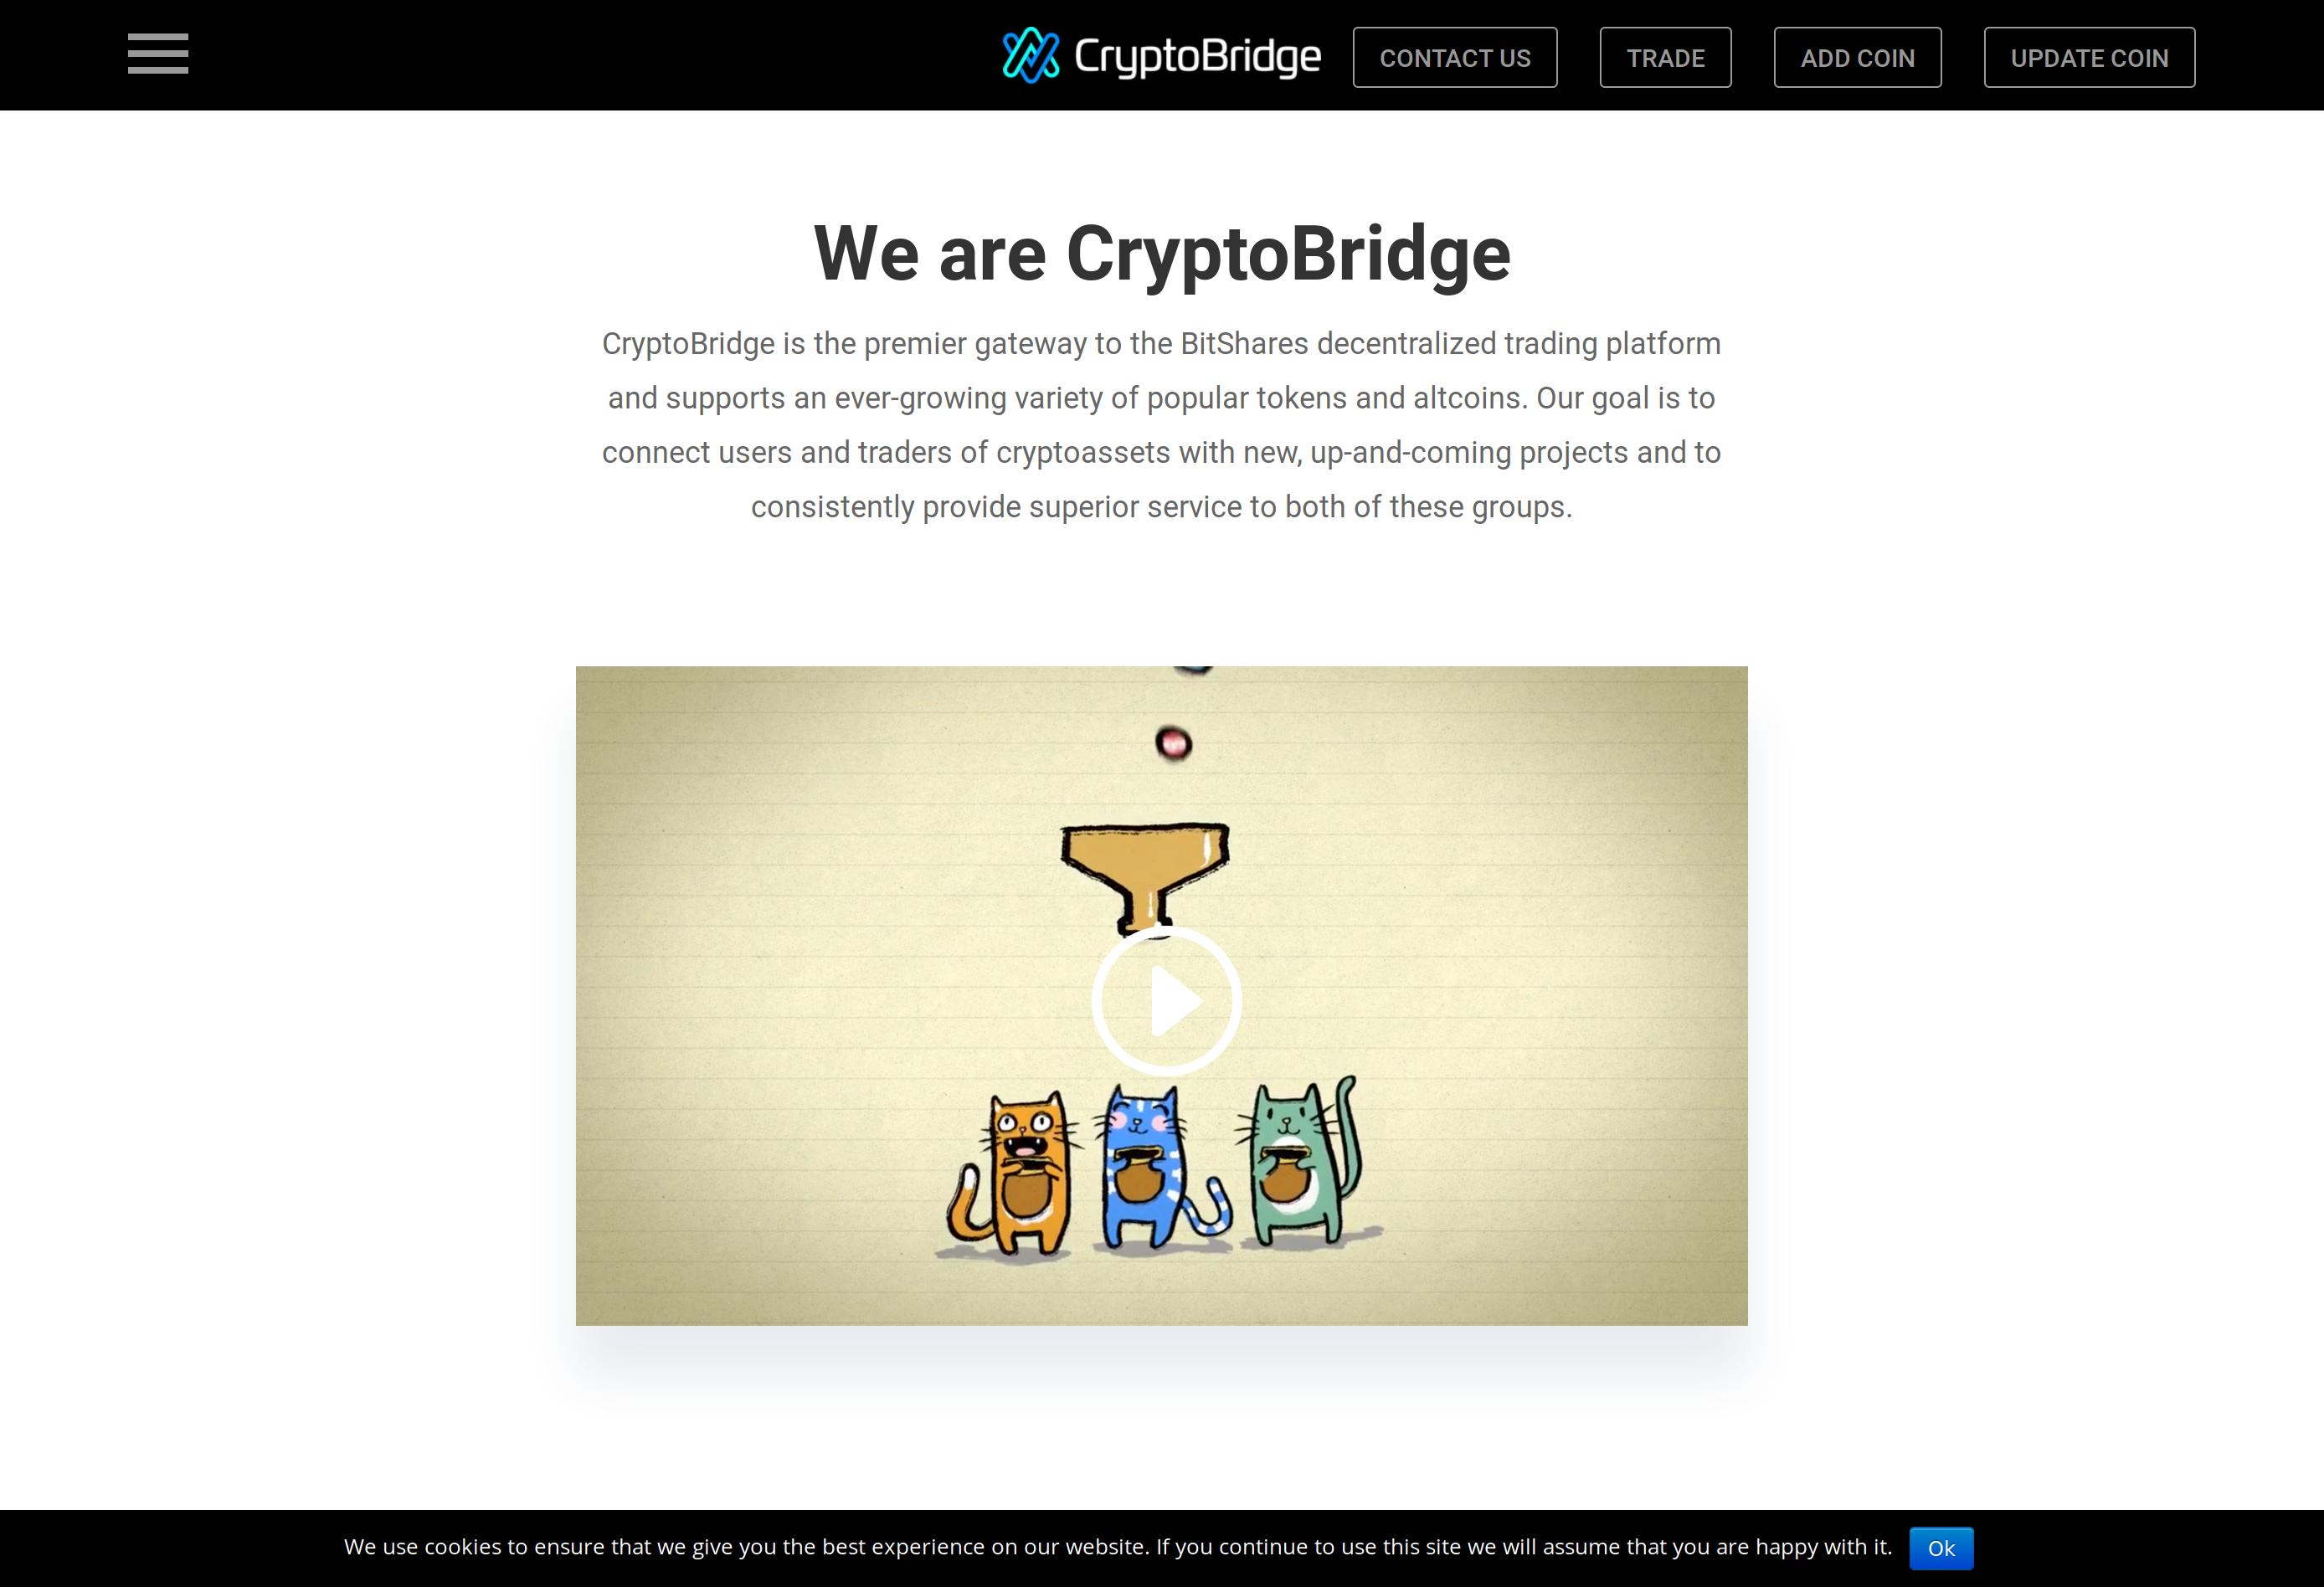 CryptoBridge
CONTACT US
TRADE
ADD COIN
UPDATE COIN
We are CryptoBridge
CryptoBridge is the premier gateway to the BitShares decentralized trading platform
and supports an ever-growing variety of popular tokens and altcoins. Our goal is to
connect users and traders of cryptoassets with new, up-and-coming projects and to
consistently provide superior service to both of these groups.
We use cookies to ensure that we give you the best experience on our website. If you continue to use this site we will assume that you are happy with it.
Ok